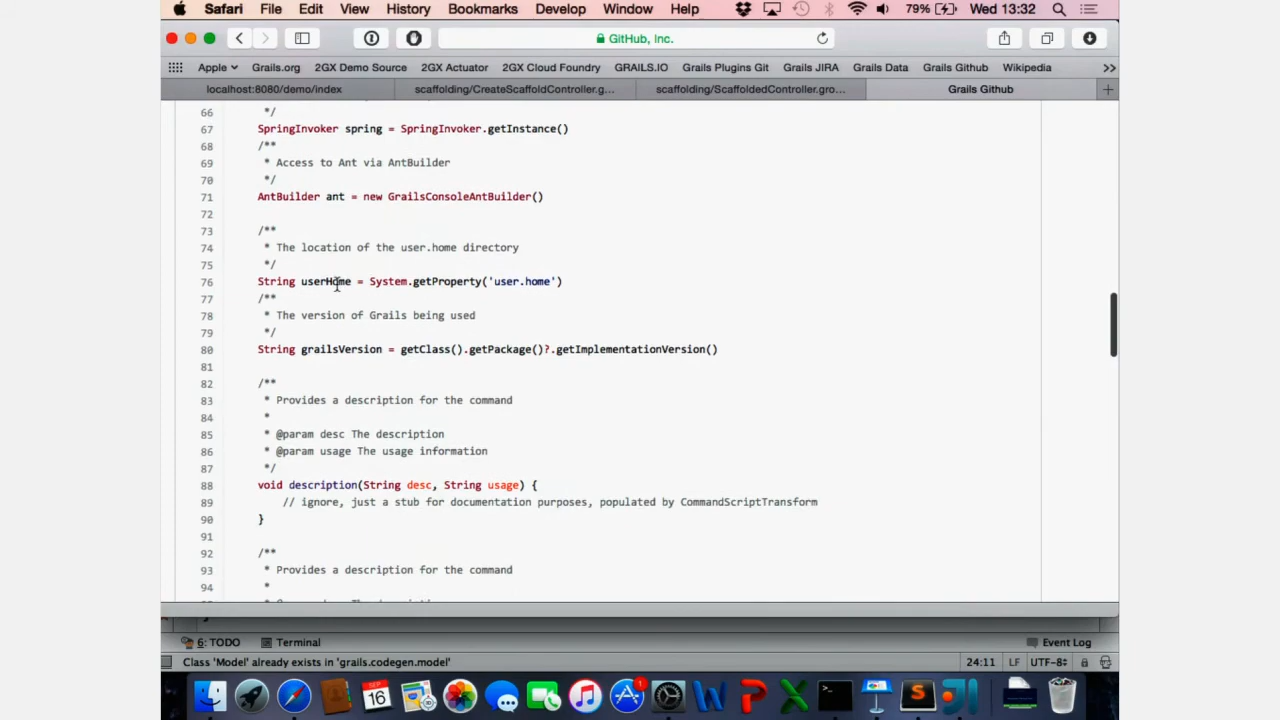 Safari File Edit View History Bookmarks Develop Window Help 79% Wed 13:32
GitHub, Inc.
Apple Grails.org 2GX Demo Source 2GX Actuator 2GX Cloud Foundry GRAILS.IO Grails Plugins Git Grails JIRA Grails Data Grails Github Wikipedia >>
localhost:8080/demo/index scaffolding/CreateScaffoldController.g... scaffolding/ScaffoldedController.gro... Grails Github +
66 */
67 SpringInvoker spring = SpringInvoker.getInstance()
68 /**
69 * Access to Ant via AntBuilder
70 */
71 AntBuilder ant = new GrailsConsoleAntBuilder()
72
73 /**
74 * The location of the user.home directory
75 */
76 String userHome = System.getProperty('user.home')
77 /**
78 * The version of Grails being used
79 */
80 String grailsVersion = getClass().getPackage()?.getImplementationVersion()
81
82 /**
83 * Provides a description for the command
84 *
85 * @param desc The description
86 * @param usage The usage information
87 */
88 void description(String desc, String usage) {
89 // ignore, just a stub for documentation purposes, populated by CommandScriptTransform
90 }
91
92 /**
93 * Provides a description for the command
94 *
6: TODO Terminal Event Log
Class 'Model' already exists in 'grails.codegen.model' 24:11 LF UTF-8
SEP
16
1